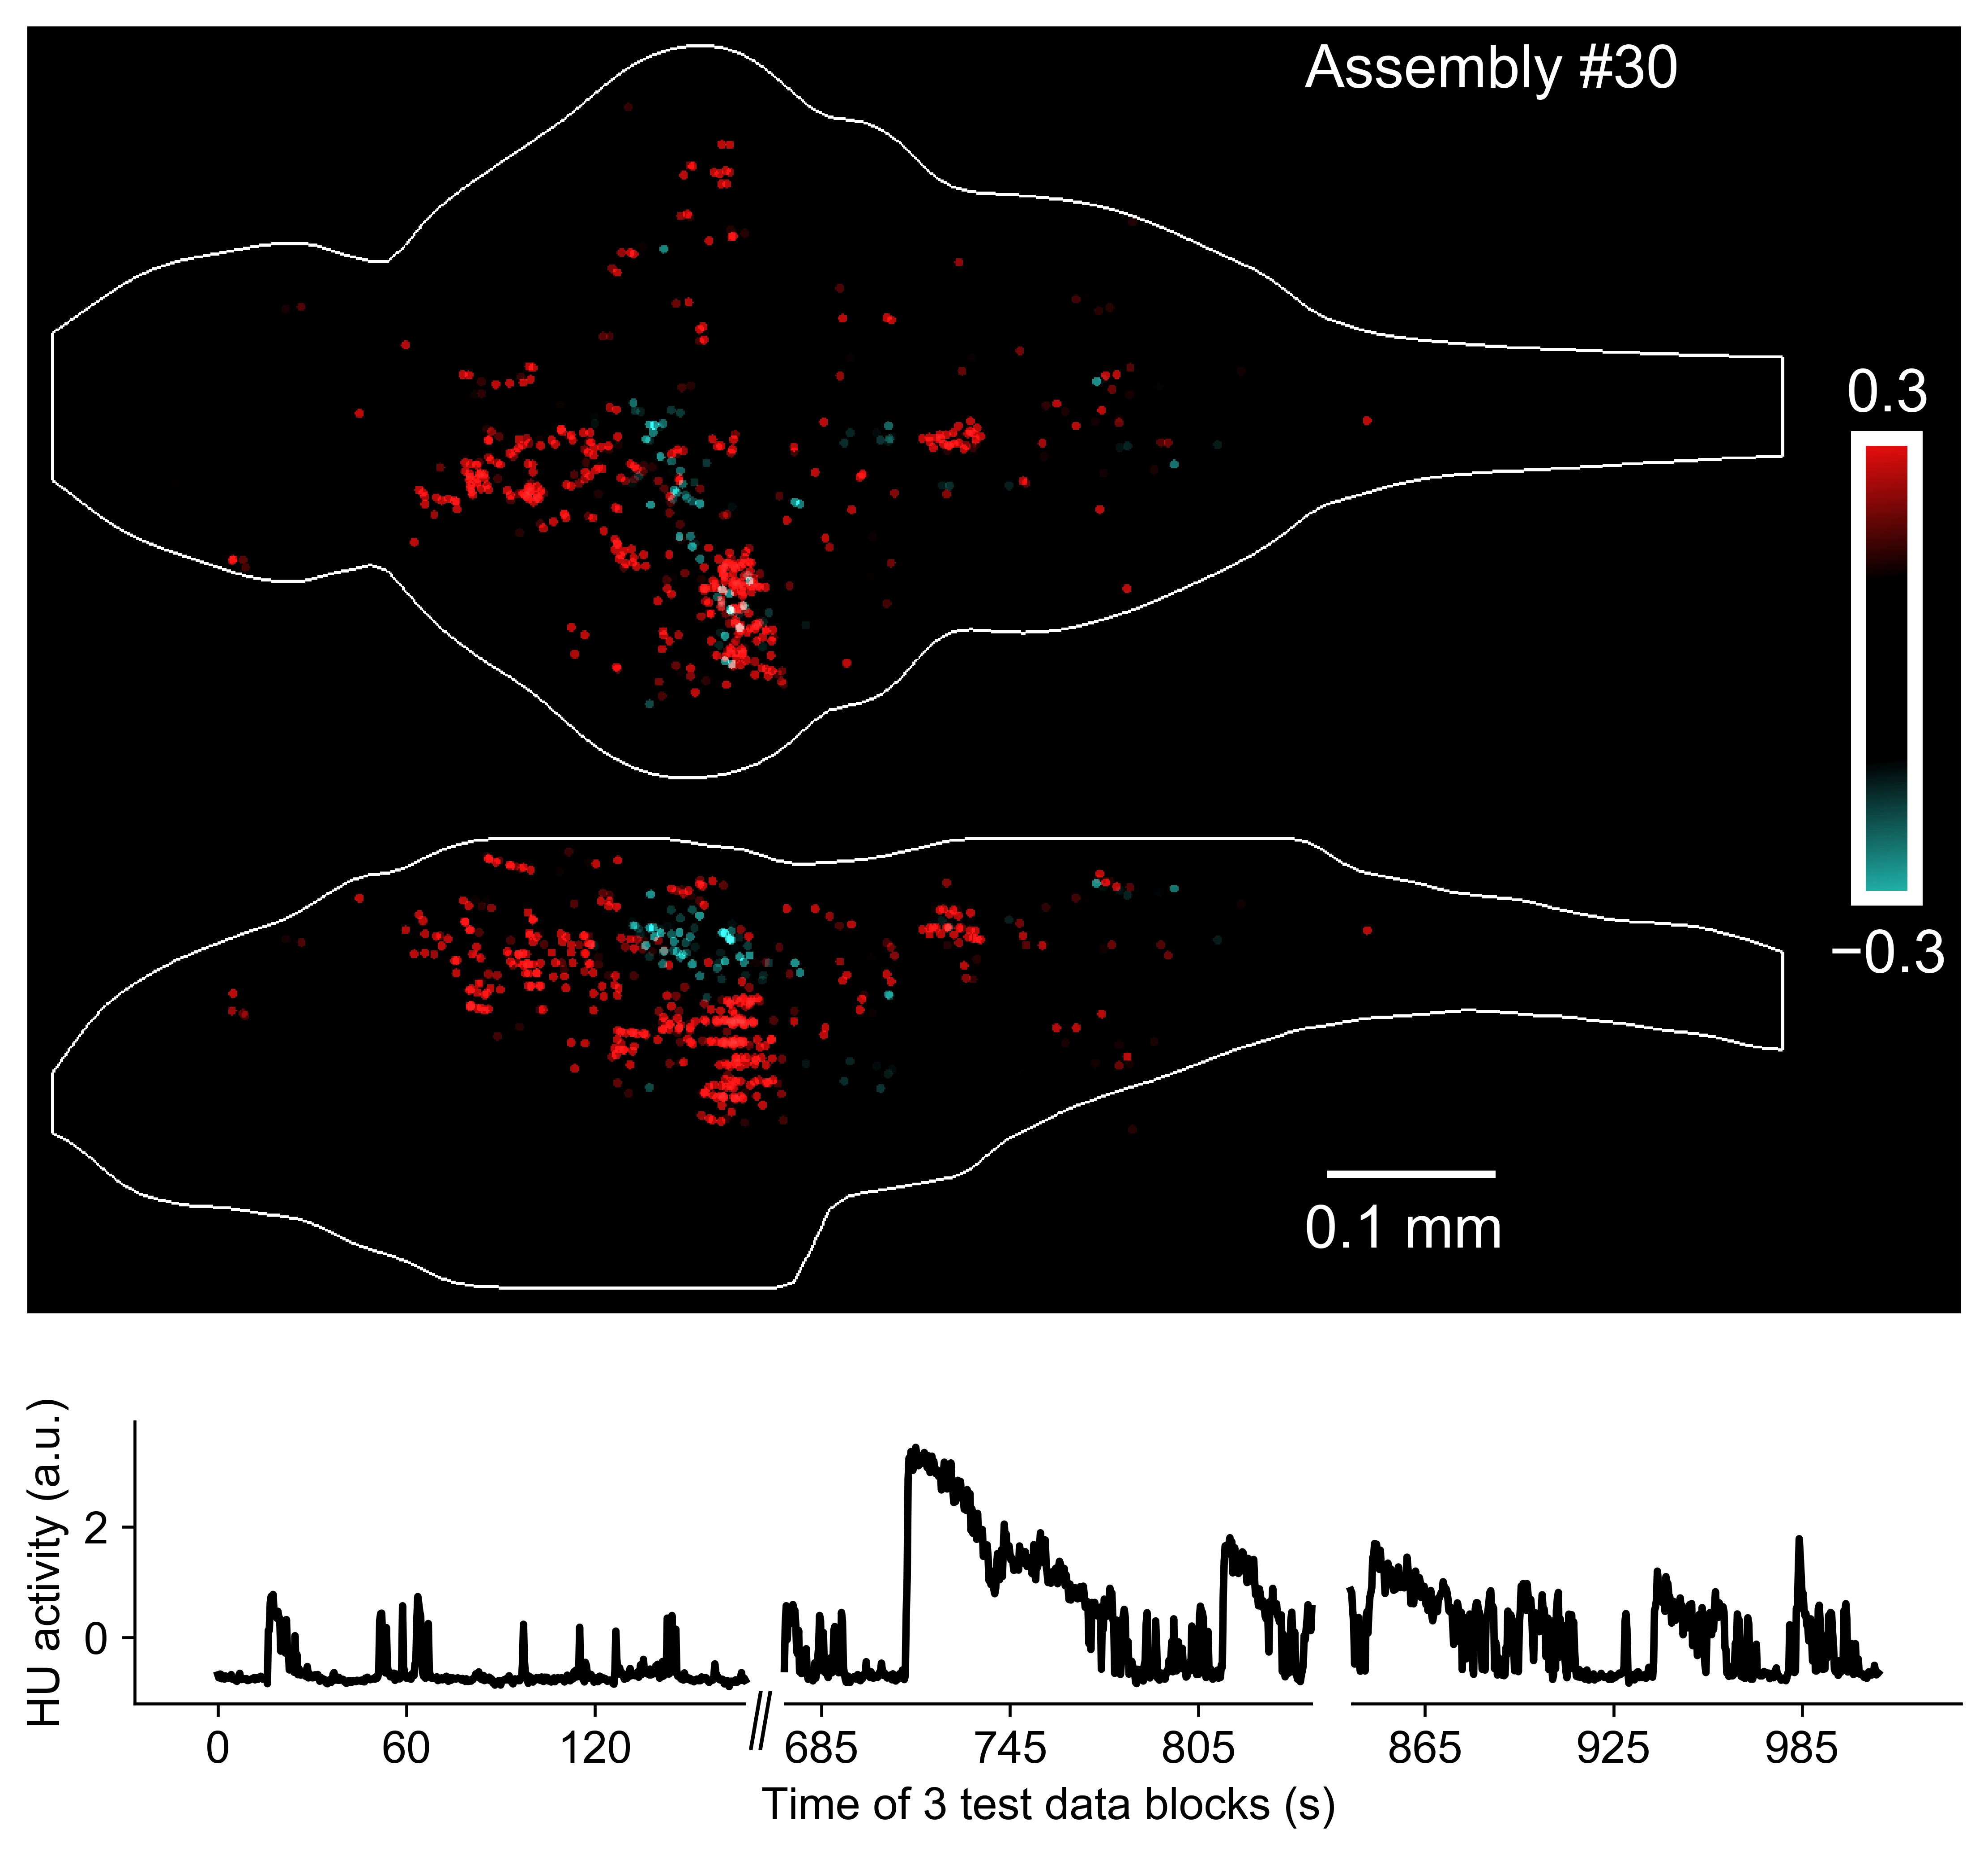 Assembly #30
0.3
−0.3
0.1 mm
HU activity (a.u.)
2
0
0 60 120 685 745 805 865 925 985
Time of 3 test data blocks (s)